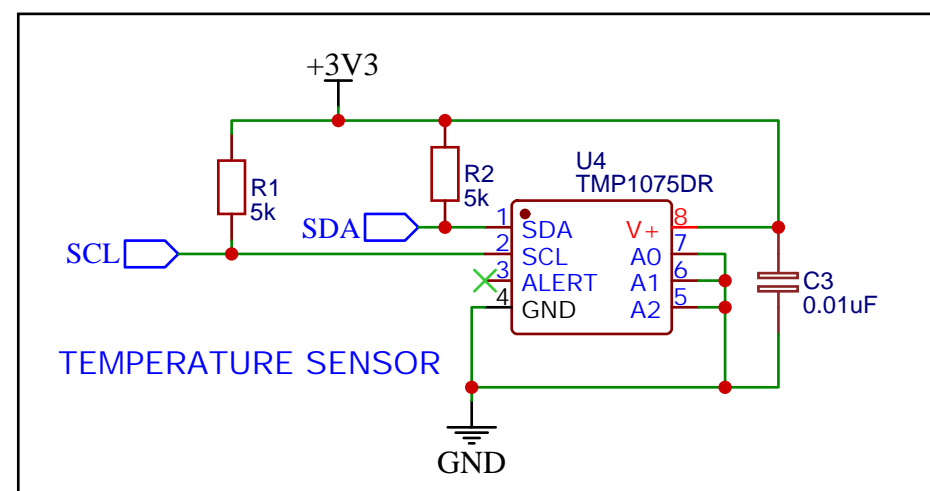 +3V3
R1
5k
R2
5k
U4
TMP1075DR
SDA
SCL
1
SDA
2
SCL
3
ALERT
4
GND
8
V+
7
A0
6
A1
5
A2
C3
0.01uF
TEMPERATURE SENSOR
GND